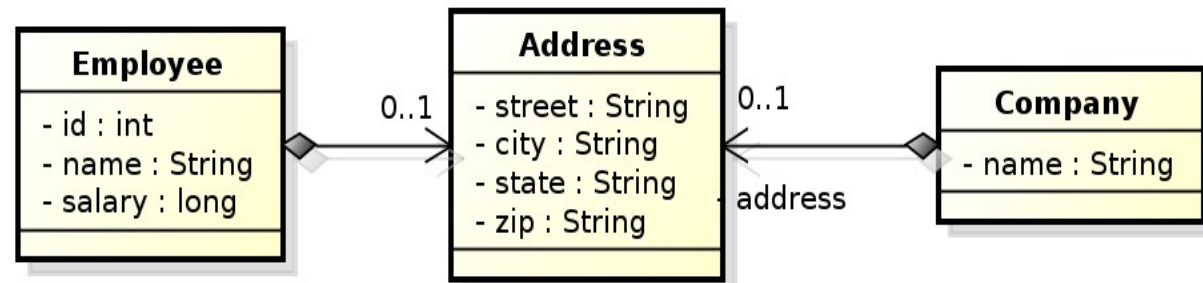 Employee
- id : int
- name : String
- salary : long
0..1
Address
- street : String
- city : String
- state : String
- zip : String
0..1
- address
Company
- name : String